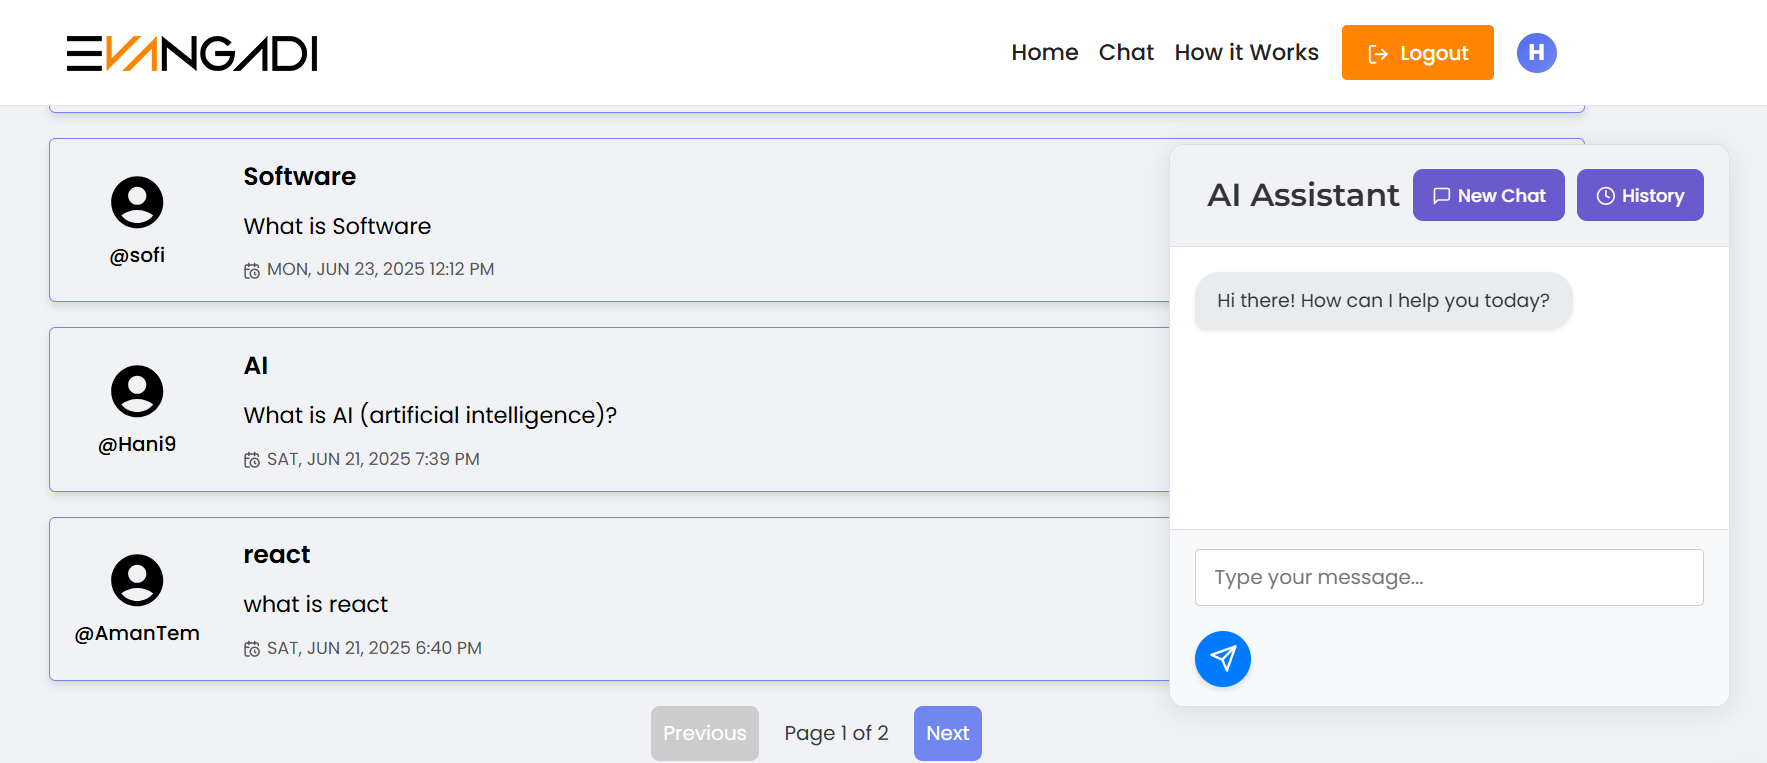 EVANGADI
Home Chat How it Works Logout H
Software
What is Software
@sofi
MON, JUN 23, 2025 12:12 PM
AI
What is AI (artificial intelligence)?
@Hani9
SAT, JUN 21, 2025 7:39 PM
react
what is react
@AmanTem
SAT, JUN 21, 2025 6:40 PM
Previous Page 1 of 2 Next
AI Assistant New Chat History
Hi there! How can I help you today?
Type your message...